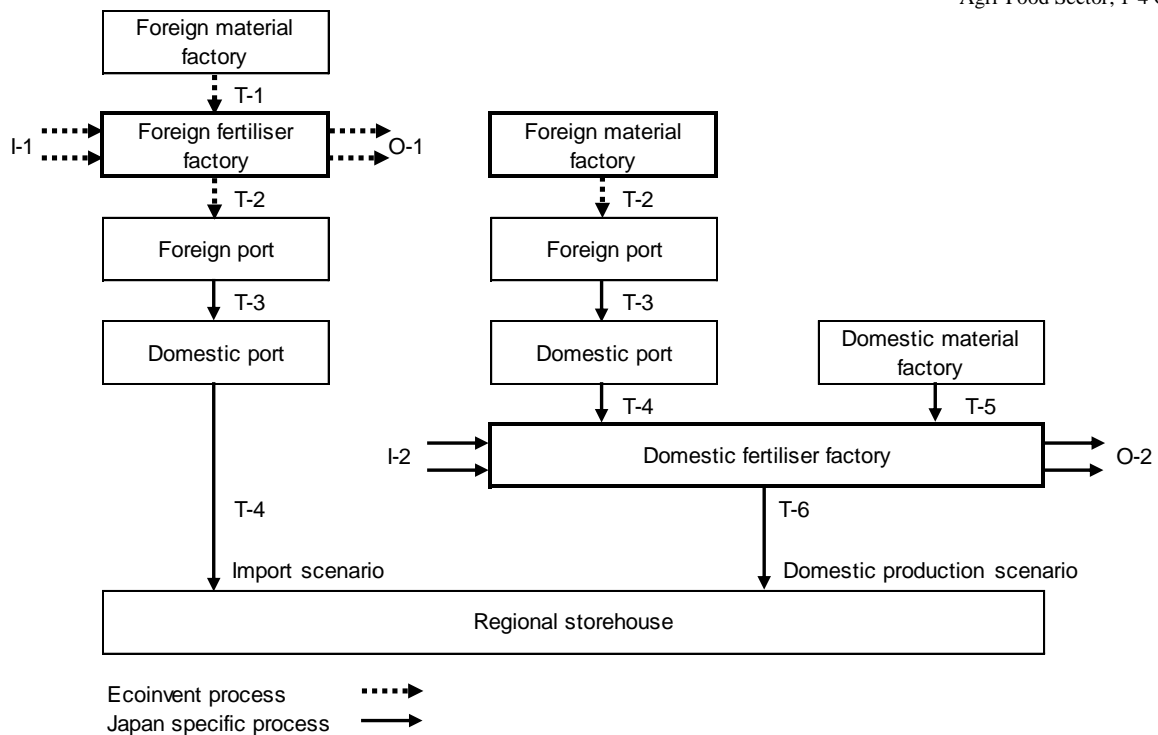 Agri-Food Sector, 1-4 O
Foreign material
factory
T-1
I-1
Foreign fertiliser
factory
O-1
Foreign material
factory
T-2
T-2
Foreign port
Foreign port
T-3
T-3
Domestic port
Domestic port
Domestic material
factory
T-4
T-5
I-2
Domestic fertiliser factory
O-2
T-4
T-6
Import scenario
Domestic production scenario
Regional storehouse
Ecoinvent process
Japan specific process